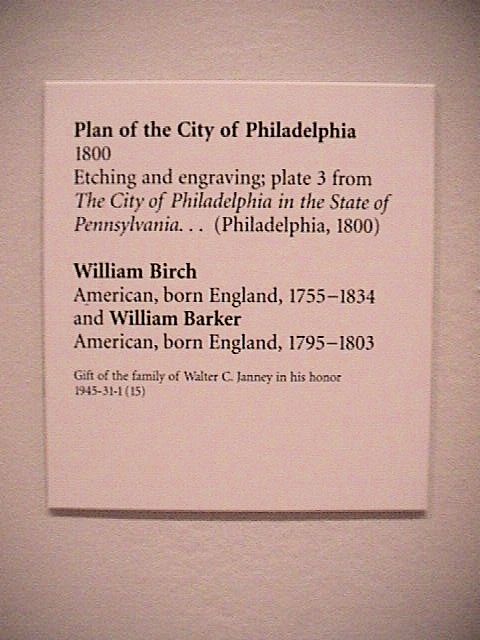 Plan of the City of Philadelphia
1800
Etching and engraving; plate 3 from
The City of Philadelphia in the State of
Pennsylvania. . . (Philadelphia, 1800)
William Birch
American, born England, 1755–1834
and William Barker
American, born England, 1795–1803
Gift of the family of Walter C. Janney in his honor
1945-31-1 (15)